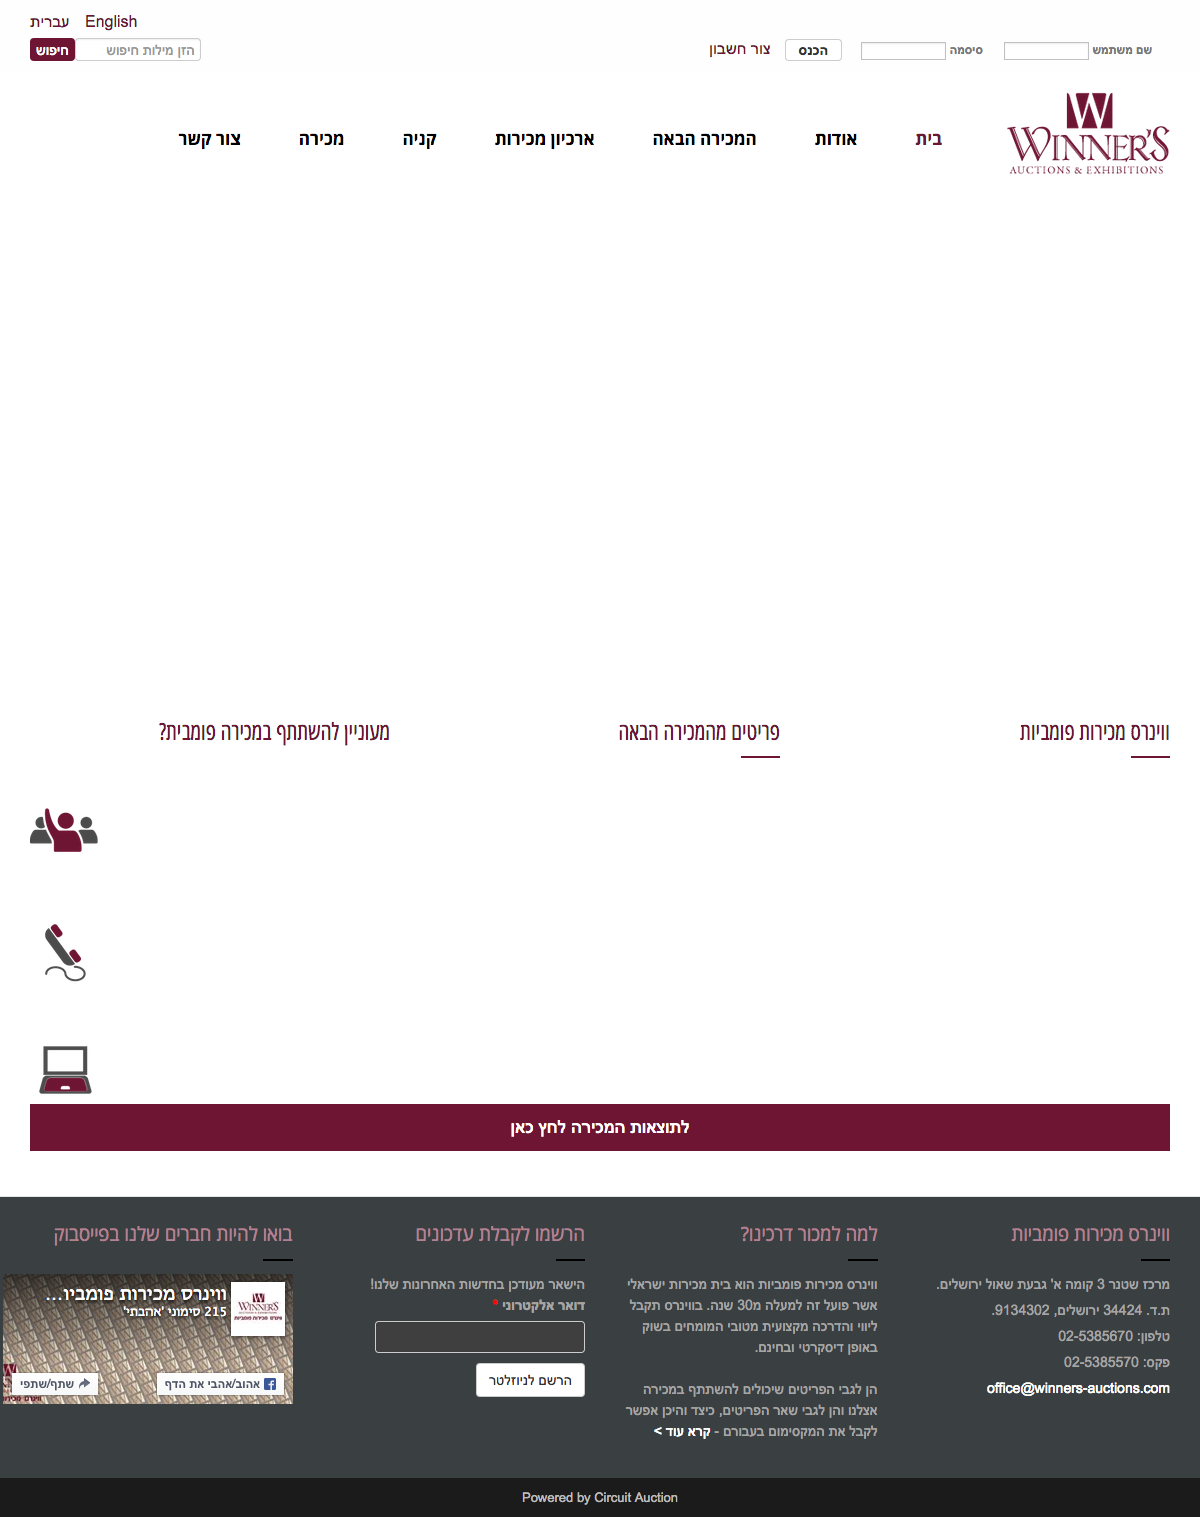 עברית English
חיפוש הזן מילות חיפוש
שם משתמש סיסמה הכנס צור חשבון
W
WINNER'S
AUCTIONS & EXHIBITIONS
בית אודות המכירה הבאה ארכיון מכירות קניה מכירה צור קשר
ווינרס מכירות פומביות
פריטים מהמכירה הבאה
מעוניין להשתתף במכירה פומבית?
לתוצאות המכירה לחץ כאן
ווינרס מכירות פומביות
מרכז שטנר 3 קומה א' גבעת שאול ירושלים.
ת.ד. 34424 ירושלים, 9134302.
טלפון: 02-5385670
פקס: 02-5385570
office@winners-auctions.com
למה למכור דרכינו?
ווינרס מכירות פומביות הוא בית מכירות ישראלי
אשר פועל זה למעלה מ30 שנה. בווינרס תקבל
ליווי והדרכה מקצועית מטובי המומחים בשוק
באופן דיסקרטי ובחינם.
הן לגבי הפריטים שיכולים להשתתף במכירה
אצלנו והן לגבי שאר הפריטים, כיצד והיכן אפשר
לקבל את המקסימום בעבורם - קרא עוד >
הרשמו לקבלת עדכונים
הישאר מעודכן בחדשות האחרונות שלנו!
דואר אלקטרוני *
הרשם לניוזלטר
בואו להיות חברים שלנו בפייסבוק
ווינרס מכירות פומביו...
215 סימוני 'אהבתי'
WINNER'S
ווינרס מכירות פומביות
אהוב/אהבי את הדף
שתף/שתפי
Powered by Circuit Auction